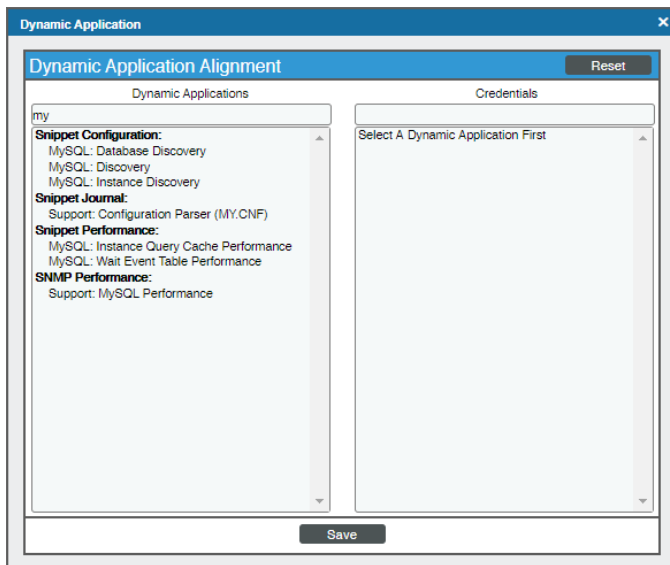 Dynamic Application
Dynamic Application Alignment
Reset
Dynamic Applications
my
Snippet Configuration:
MySQL: Database Discovery
MySQL: Discovery
MySQL: Instance Discovery
Snippet Journal:
Support: Configuration Parser (MY.CNF)
Snippet Performance:
MySQL: Instance Query Cache Performance
MySQL: Wait Event Table Performance
SNMP Performance:
Support: MySQL Performance
Credentials
Select A Dynamic Application First
Save